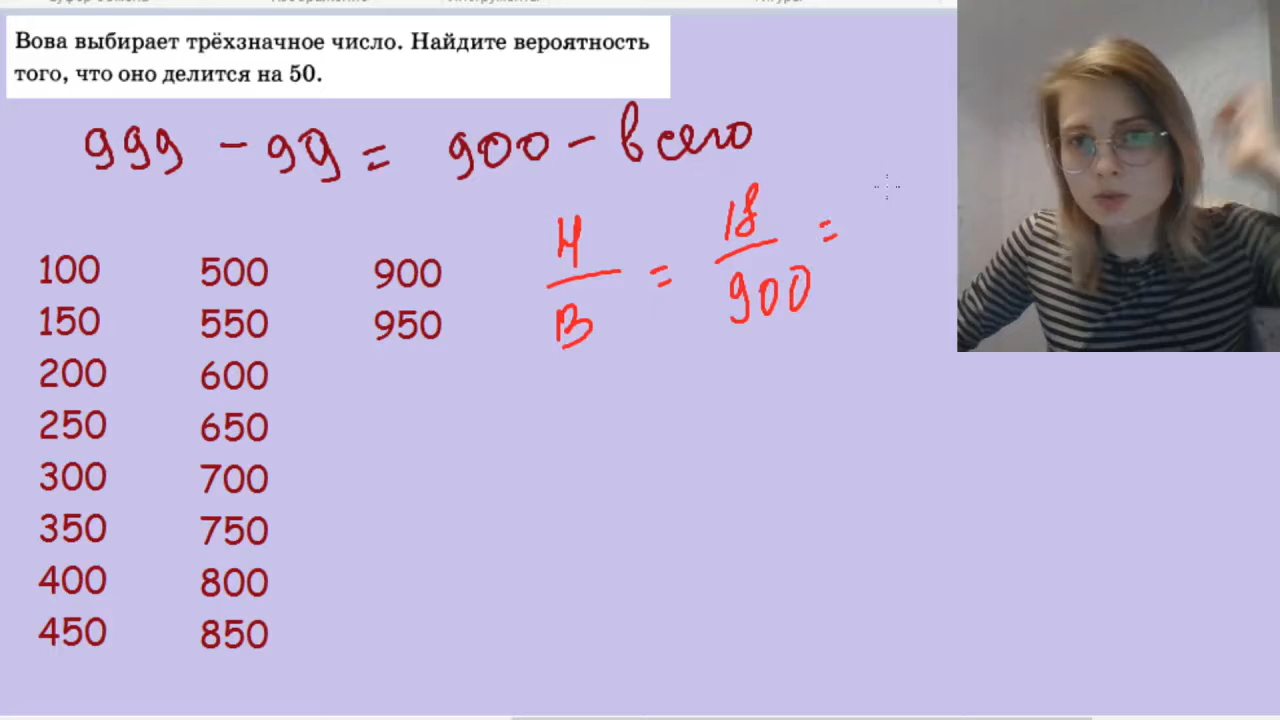 Вова выбирает трёхзначное число. Найдите вероятность
того, что оно делится на 50.
999 - 99 = 900 - всего
Н/В = 18/900 =
100 500 900
150 550 950
200 600
250 650
300 700
350 750
400 800
450 850